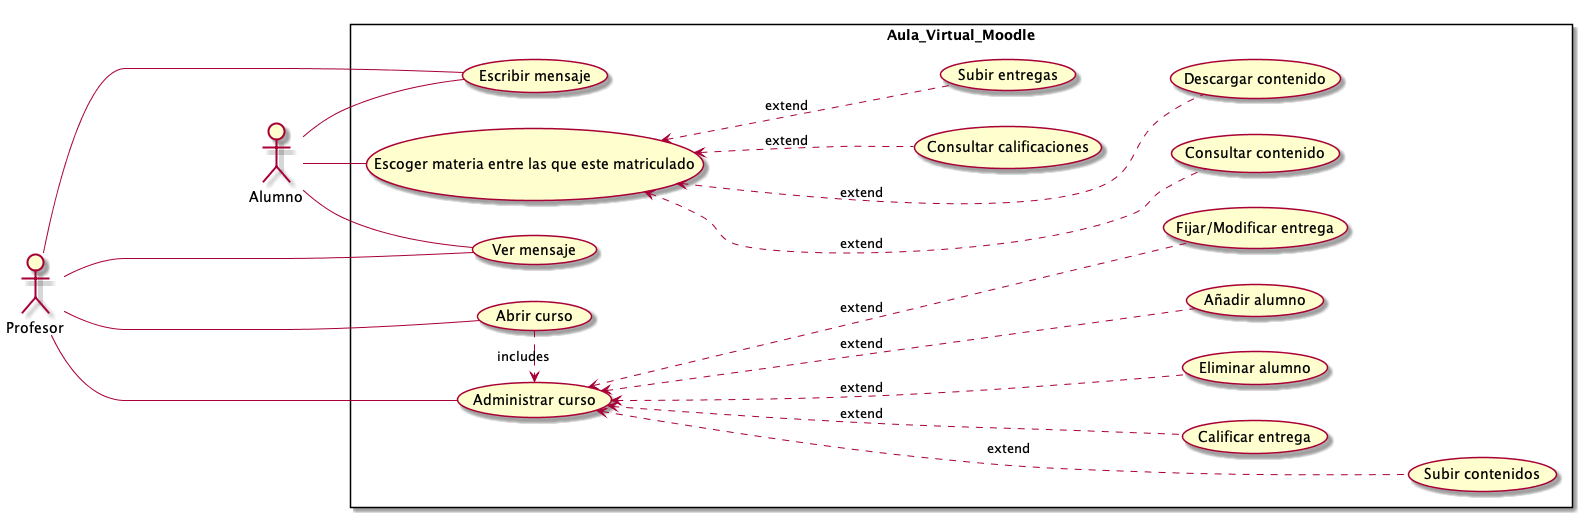 Aula_Virtual_Moodle
Escribir mensaje
Subir entregas
Descargar contenido
extend
extend
Consultar calificaciones
Consultar contenido
Escoger materia entre las que este matriculado
Alumno
extend
Fijar/Modificar entrega
Ver mensaje
extend
Añadir alumno
Profesor
Abrir curso
extend
extend
includes
Eliminar alumno
extend
Administrar curso
extend
Calificar entrega
extend
Subir contenidos